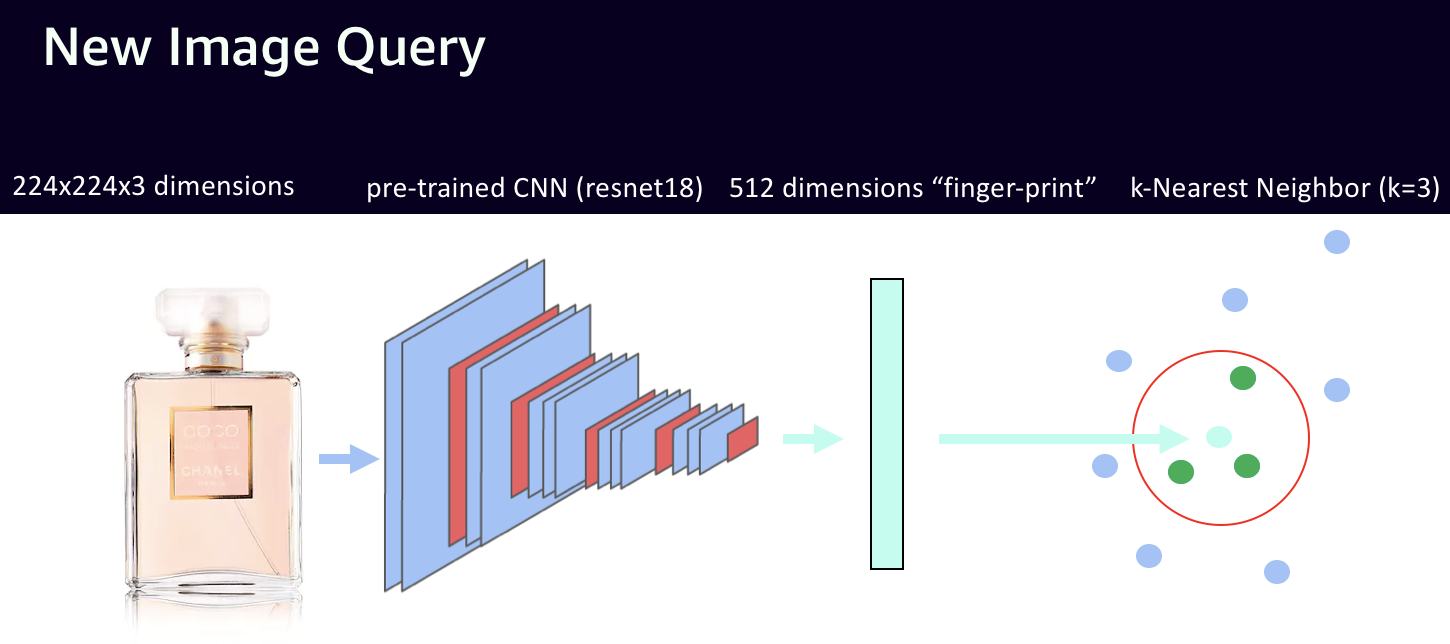 New Image Query
224x224x3 dimensions
pre-trained CNN (resnet18)
512 dimensions “finger-print”
k-Nearest Neighbor (k=3)
COCO
CHANEL